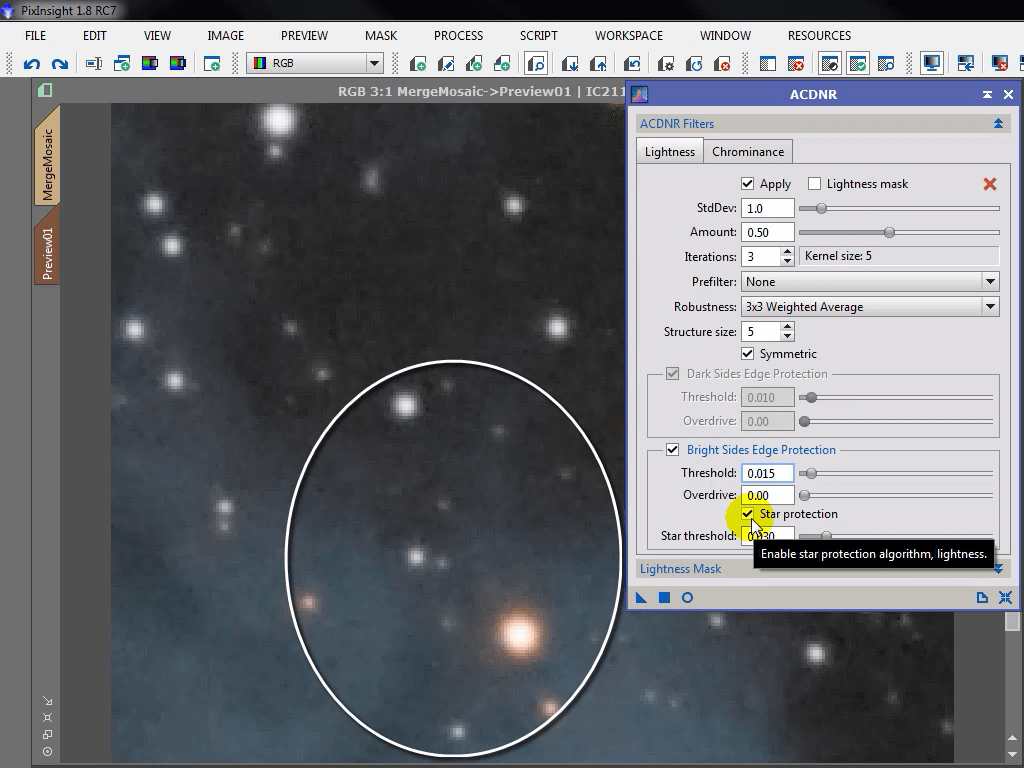 PixInsight 1.8 RC7
FILE EDIT VIEW IMAGE PREVIEW MASK PROCESS SCRIPT WORKSPACE WINDOW RESOURCES
RGB
RGB 3:1 MergeMosaic->Preview01 | IC211
MergeMosaic
Preview01
ACDNR
ACDNR Filters
Lightness Chrominance
Apply Lightness mask
StdDev: 1.0
Amount: 0.50
Iterations: 3 Kernel size: 5
Prefilter: None
Robustness: 3x3 Weighted Average
Structure size: 5
Symmetric
Dark Sides Edge Protection
Threshold: 0.010
Overdrive: 0.00
Bright Sides Edge Protection
Threshold: 0.015
Overdrive: 0.00
Star protection
Star threshold: 0.030
Enable star protection algorithm, lightness.
Lightness Mask